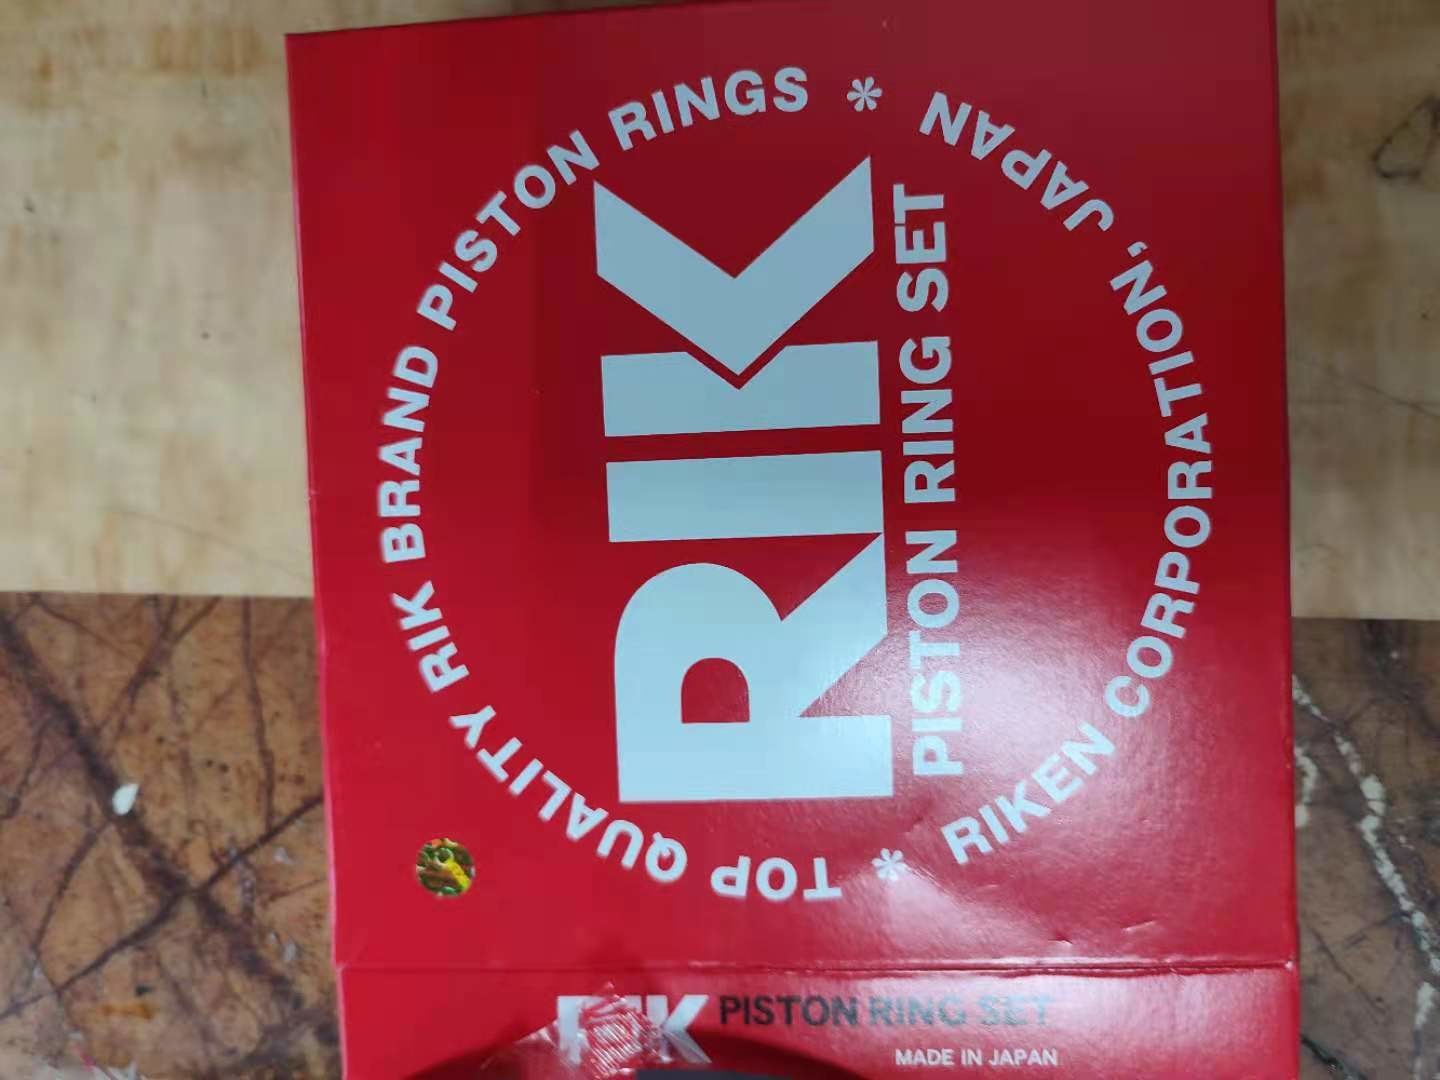 TOP QUALITY RIK BRAND PISTON RINGS
*
RIK
PISTON RING SET
*
RIKEN CORPORATION, JAPAN
RIK PISTON RING SET
MADE IN JAPAN